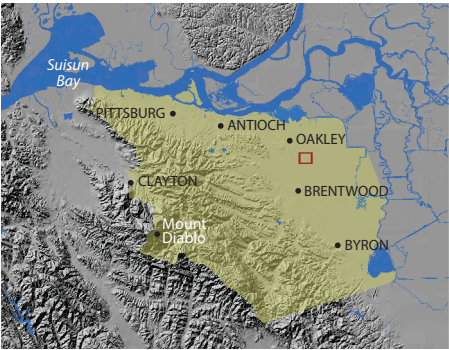 Suisun
Bay
PITTSBURG
ANTIOCH
OAKLEY
CLAYTON
BRENTWOOD
Mount
Diablo
BYRON